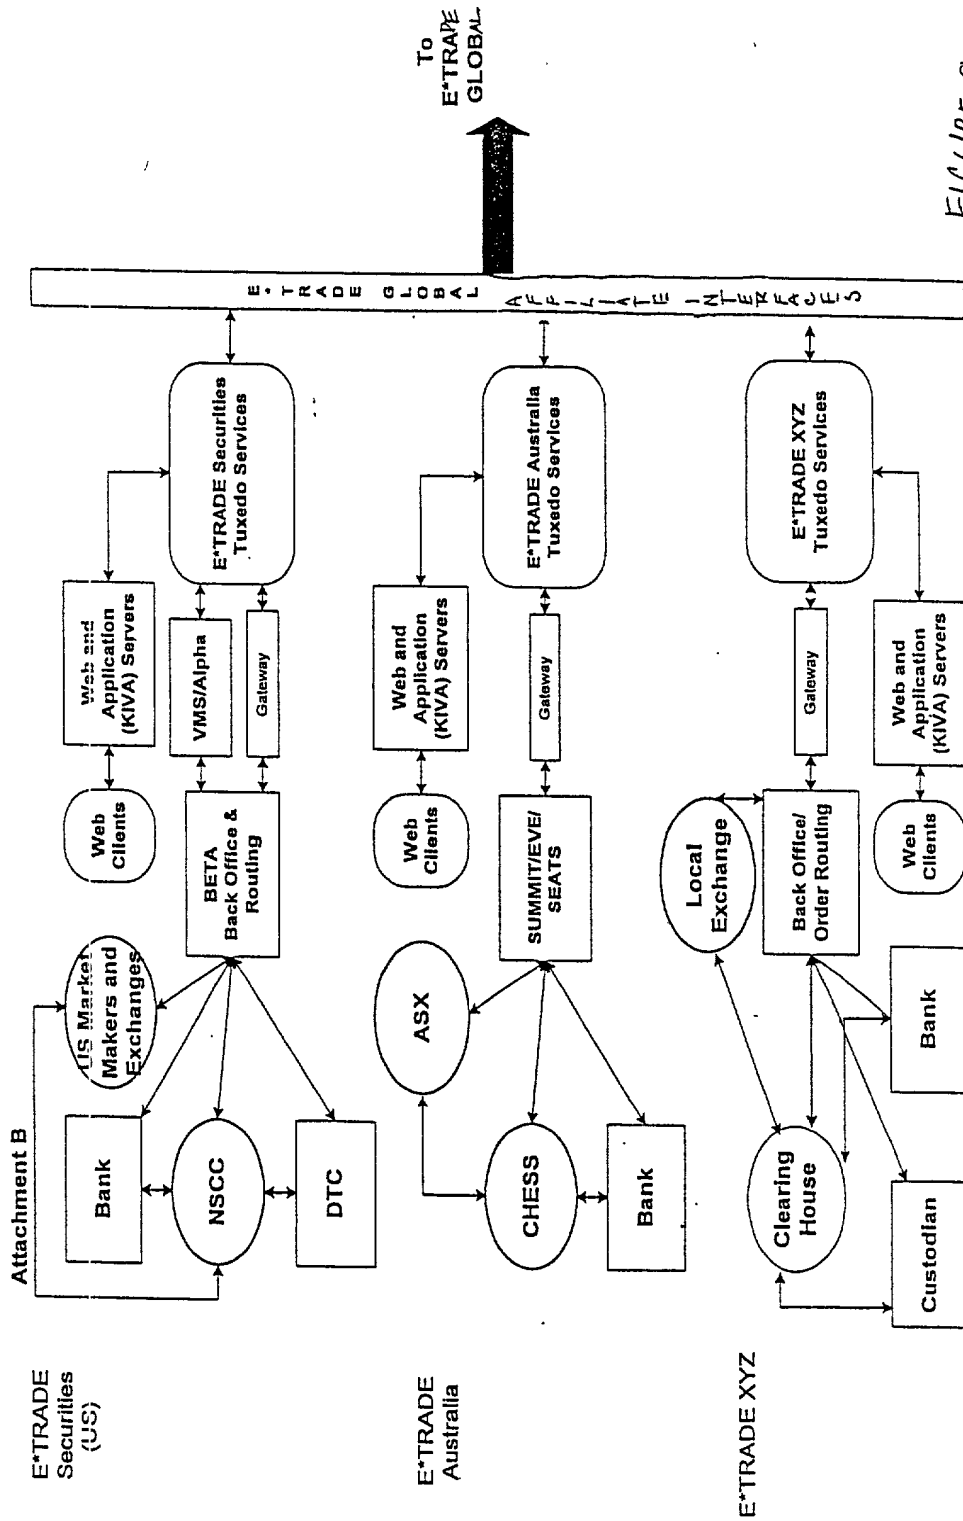 Attachment B
E*TRADE
Securities
(US)
Bank
NSCC
DTC
US Market
Makers and
Exchanges
Web
Clients
BETA
Back Office &
Routing
Web and
Application
(KIVA) Servers
VMS/Alpha
Gateway
E*TRADE Securities
Tuxedo Services
E*TRADE
Australia
CHESS
Bank
ASX
Web
Clients
SUMMIT/EVE/
SEATS
Web and
Application
(KIVA) Servers
Gateway
E*TRADE Australia
Tuxedo Services
E*TRADE XYZ
Clearing
House
Custodian
Bank
Local
Exchange
Back Office/
Order Routing
Web
Clients
Gateway
Web and
Application
(KIVA) Servers
E*TRADE XYZ
Tuxedo Services
E*TRADE GLOBAL AFFILIATE INTERFACES
To
E*TRADE
GLOBAL
FIGURE